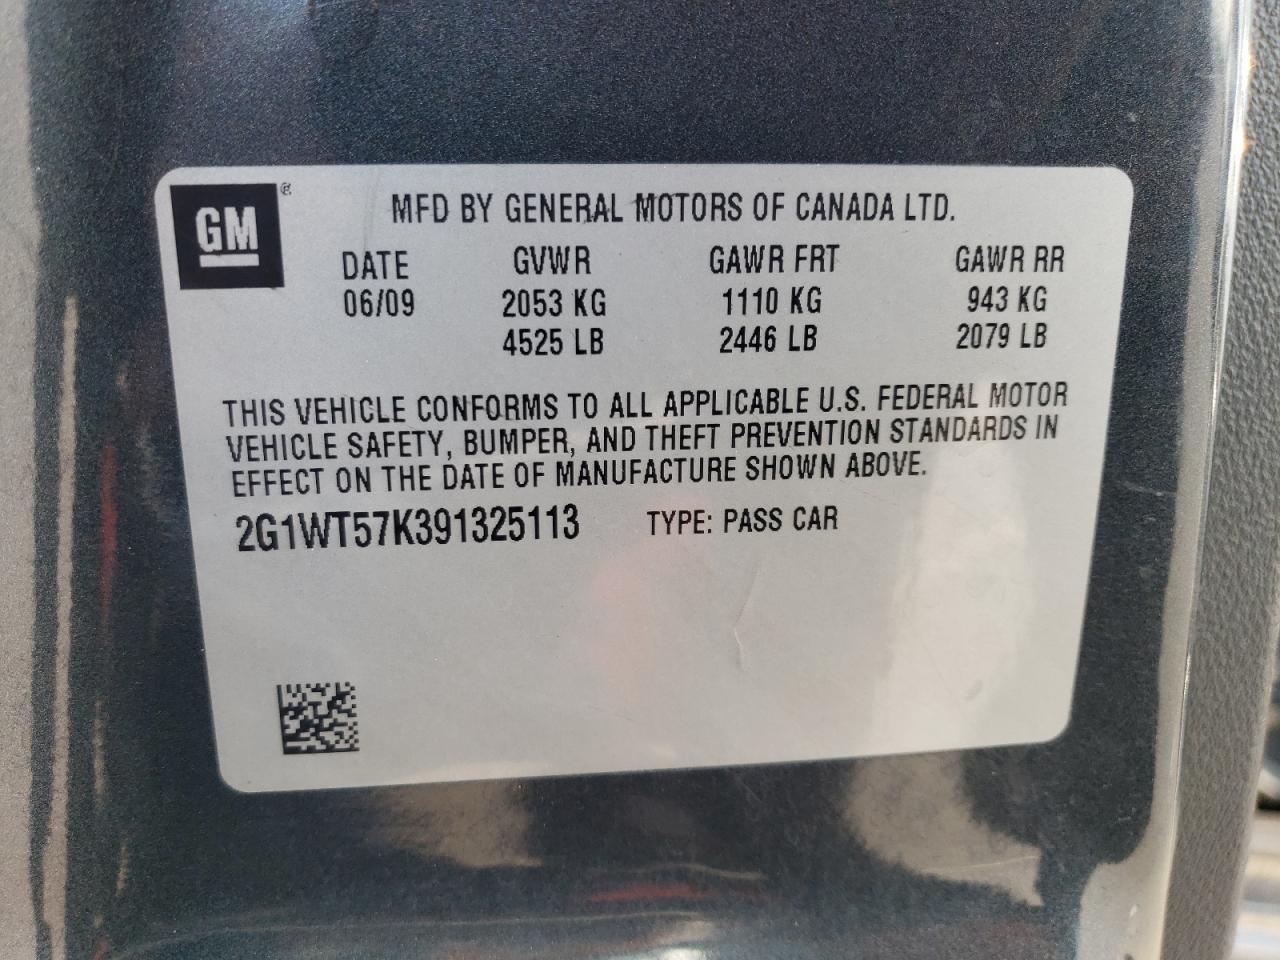 GM ®
MFD BY GENERAL MOTORS OF CANADA LTD.
DATE GVWR GAWR FRT GAWR RR
06/09 2053 KG 1110 KG 943 KG
4525 LB 2446 LB 2079 LB
THIS VEHICLE CONFORMS TO ALL APPLICABLE U.S. FEDERAL MOTOR
VEHICLE SAFETY, BUMPER, AND THEFT PREVENTION STANDARDS IN
EFFECT ON THE DATE OF MANUFACTURE SHOWN ABOVE.
2G1WT57K391325113 TYPE: PASS CAR